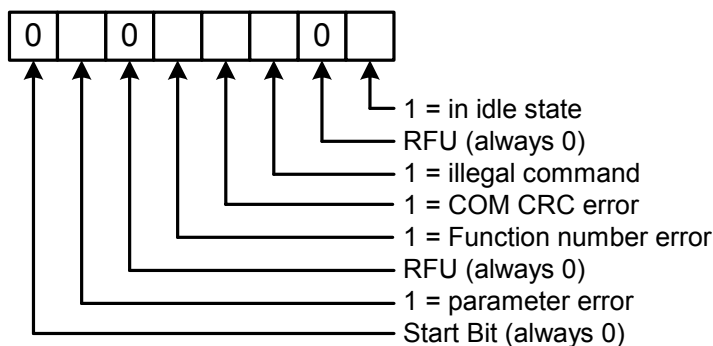 0 0 0
1 = in idle state
RFU (always 0)
1 = illegal command
1 = COM CRC error
1 = Function number error
RFU (always 0)
1 = parameter error
Start Bit (always 0)